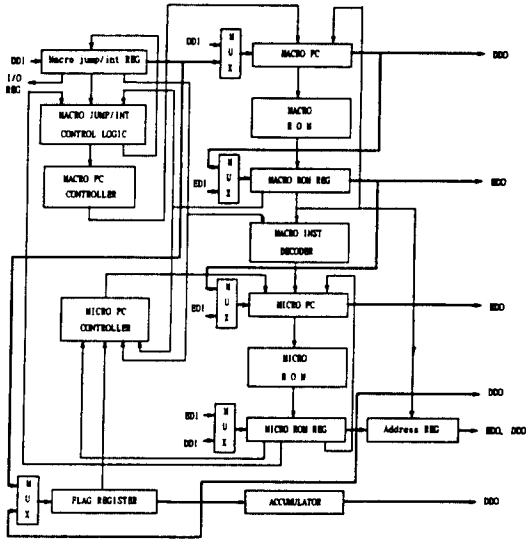 DDI
M
U
X
MACRO PC
DDO
DDI
Macro jump/int REG
I/O
REG
MACRO JUMP/INT
CONTROL LOGIC
MACRO
R O M
MACRO PC
CONTROLLER
EDI
M
U
X
MACRO ROM REG
EDO
MACRO INST
DECODER
MICRO PC
CONTROLLER
EDI
M
U
X
MICRO PC
EDO
MICRO
R O M
DDO
EDI
DDI
M
U
X
MICRO ROM REG
Address REG
EDO, DDO
M
U
X
FLAG REGISTER
ACCUMULATOR
DDO